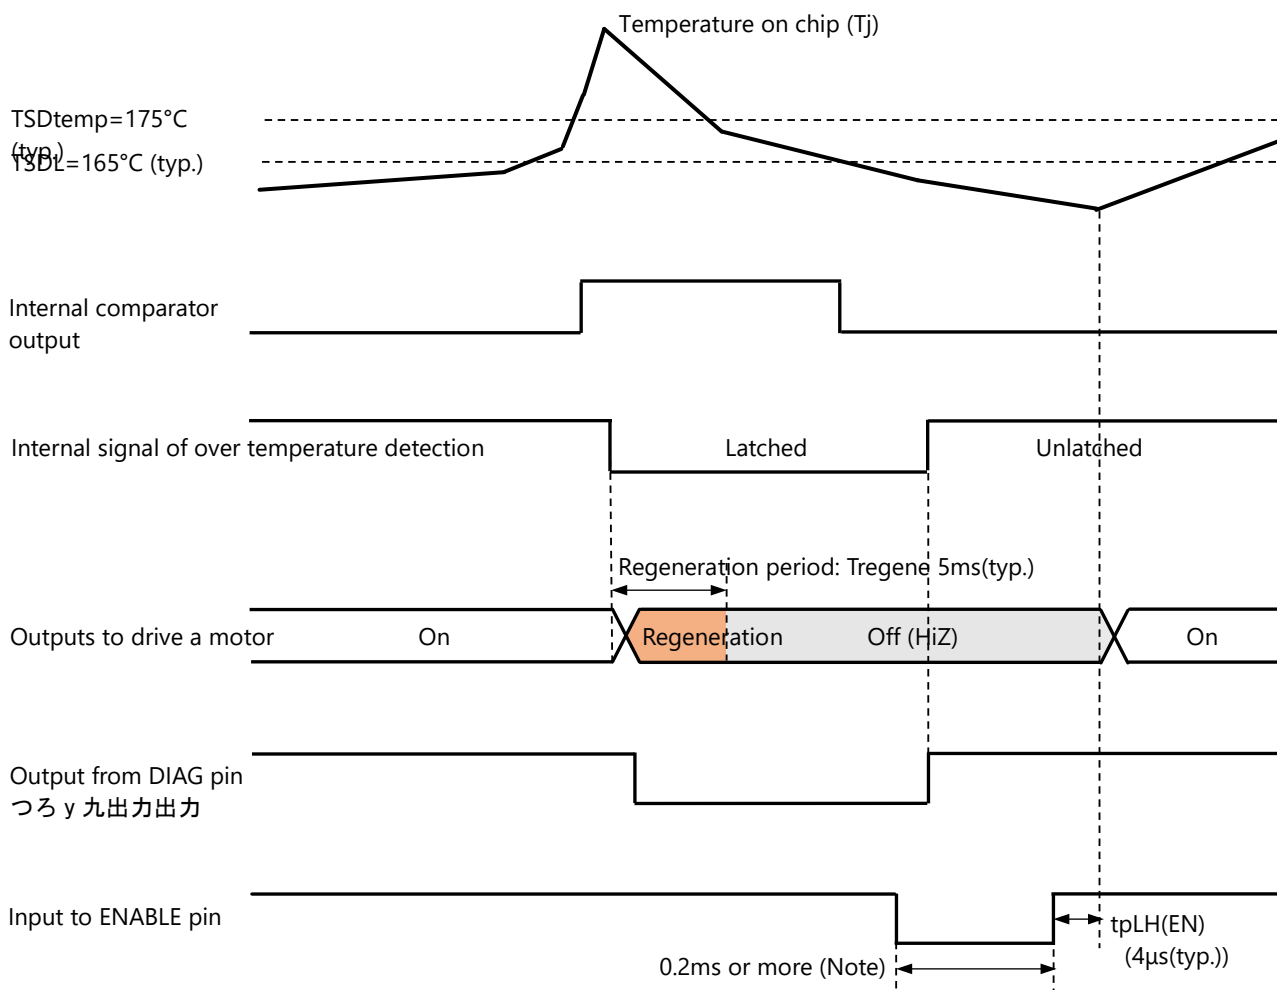 Temperature on chip (Tj)
TSDtemp=175°C
(typ.)
TSDL=165°C (typ.)
Internal comparator
output
Internal signal of over temperature detection
Latched
Unlatched
Regeneration period: Tregene 5ms(typ.)
Outputs to drive a motor
On
Regeneration
Off (HiZ)
On
Output from DIAG pin
つろ y 九出力出力
Input to ENABLE pin
tpLH(EN)
(4μs(typ.))
0.2ms or more (Note)